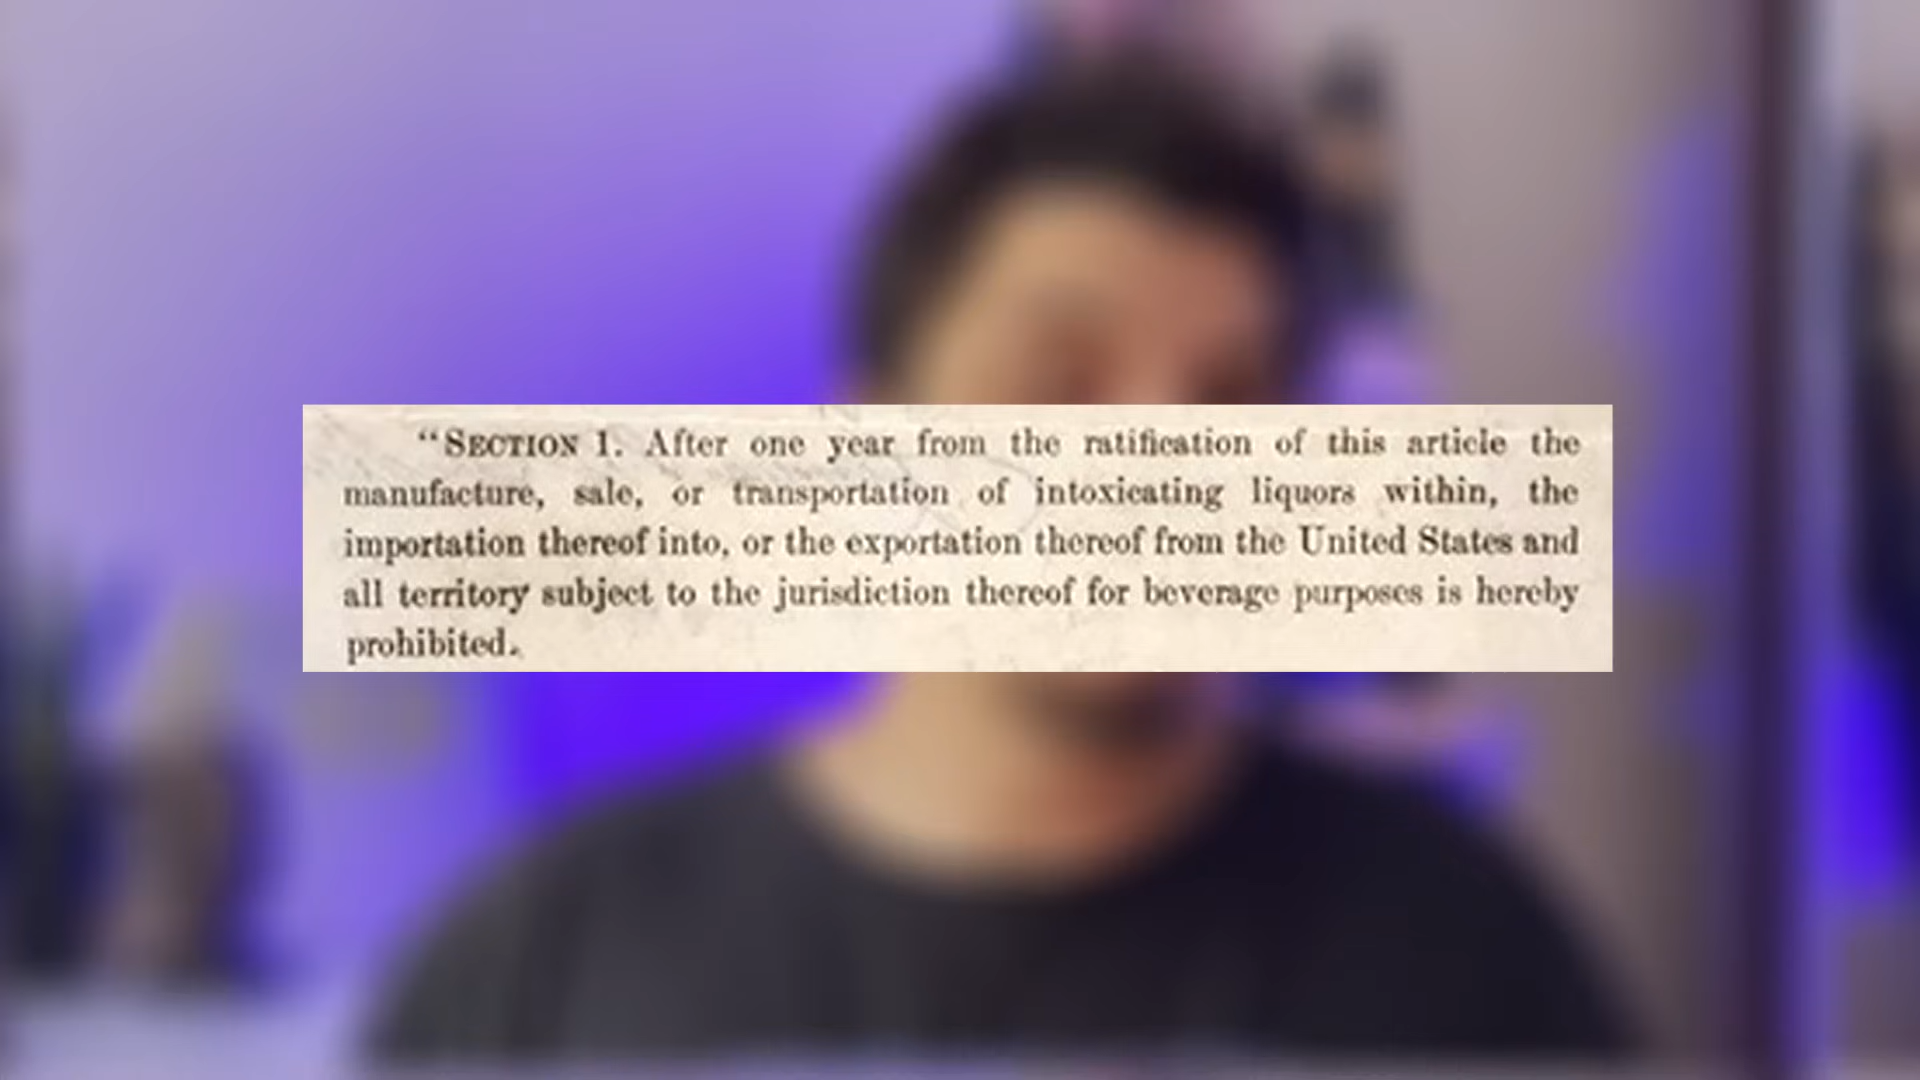 “SECTION 1. After one year from the ratification of this article the
manufacture, sale, or transportation of intoxicating liquors within, the
importation thereof into, or the exportation thereof from the United States and
all territory subject to the jurisdiction thereof for beverage purposes is hereby
prohibited.